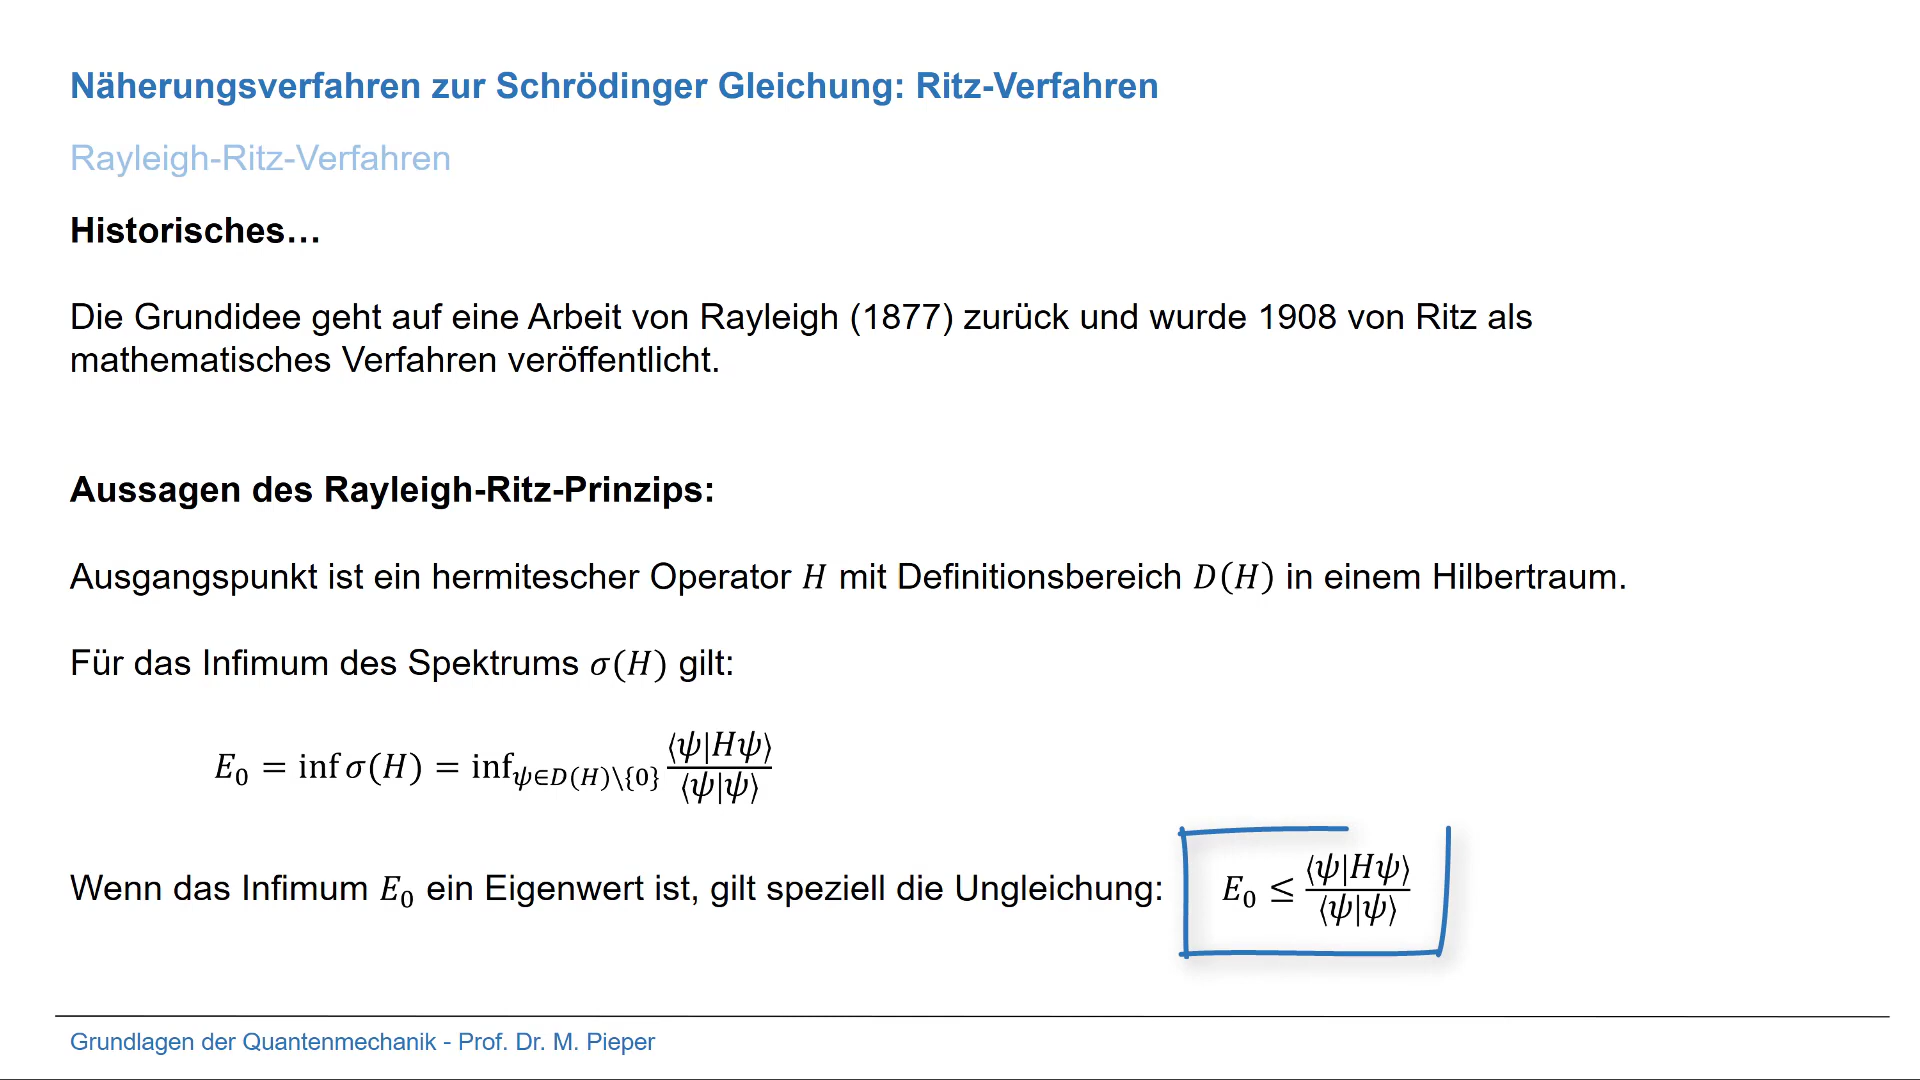 Näherungsverfahren zur Schrödinger Gleichung: Ritz-Verfahren
Rayleigh-Ritz-Verfahren
Historisches…
Die Grundidee geht auf eine Arbeit von Rayleigh (1877) zurück und wurde 1908 von Ritz als
mathematisches Verfahren veröffentlicht.
Aussagen des Rayleigh-Ritz-Prinzips:
Ausgangspunkt ist ein hermitescher Operator 𝐻 mit Definitionsbereich 𝐷(𝐻) in einem Hilbertraum.
Für das Infimum des Spektrums 𝜎(𝐻) gilt:
𝐸₀ = inf 𝜎(𝐻) = inf_{𝜓∈𝐷(𝐻)\{0}} ⟨𝜓|𝐻𝜓⟩/⟨𝜓|𝜓⟩
Wenn das Infimum 𝐸₀ ein Eigenwert ist, gilt speziell die Ungleichung: 𝐸₀ ≤ ⟨𝜓|𝐻𝜓⟩/⟨𝜓|𝜓⟩
Grundlagen der Quantenmechanik - Prof. Dr. M. Pieper